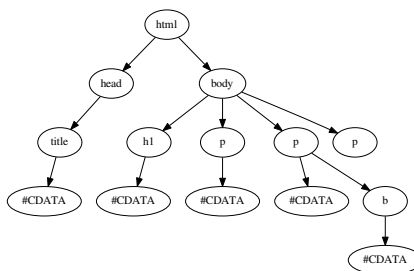 html
head body
title h1 p p p
#CDATA #CDATA #CDATA #CDATA b
#CDATA